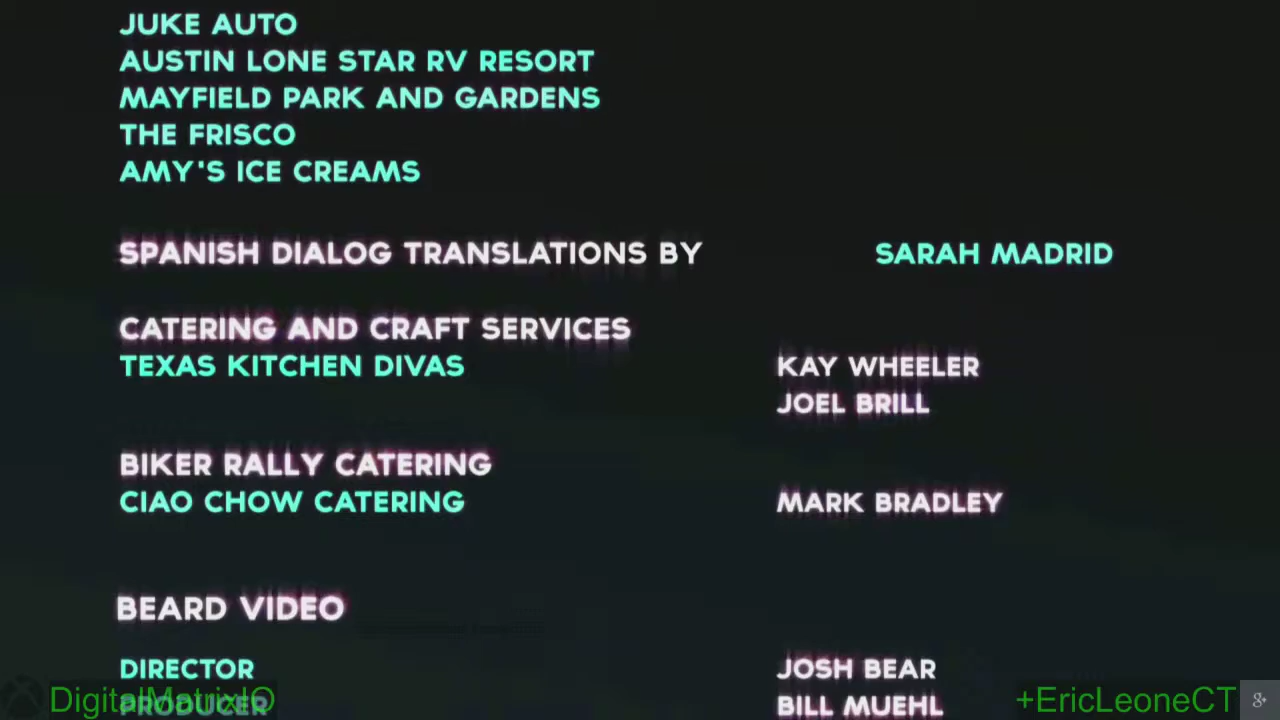 JUKE AUTO
AUSTIN LONE STAR RV RESORT
MAYFIELD PARK AND GARDENS
THE FRISCO
AMY'S ICE CREAMS
SPANISH DIALOG TRANSLATIONS BY SARAH MADRID
CATERING AND CRAFT SERVICES
TEXAS KITCHEN DIVAS KAY WHEELER
JOEL BRILL
BIKER RALLY CATERING
CIAO CHOW CATERING MARK BRADLEY
BEARD VIDEO
DIRECTOR JOSH BEAR
PRODUCER BILL MUEHL
DigitalMatrixIO +EricLeoneCT g+